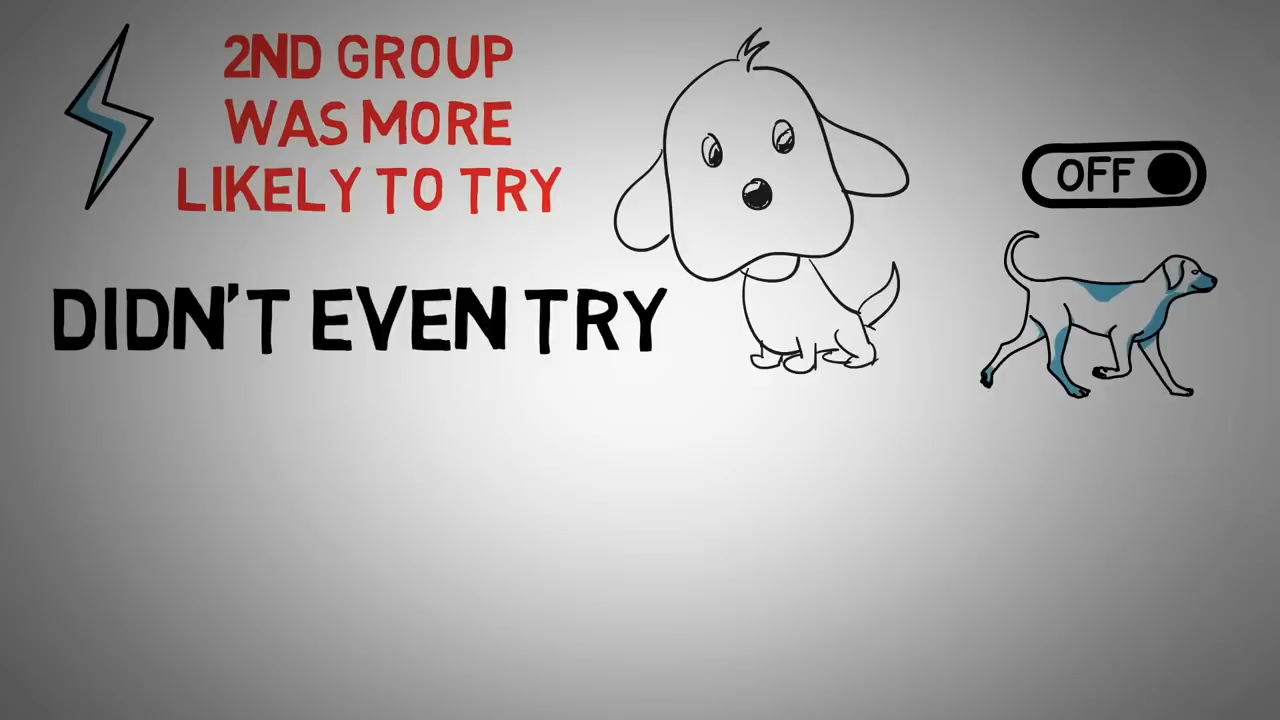 2ND GROUP
WAS MORE
LIKELY TO TRY
DIDN'T EVEN TRY
OFF